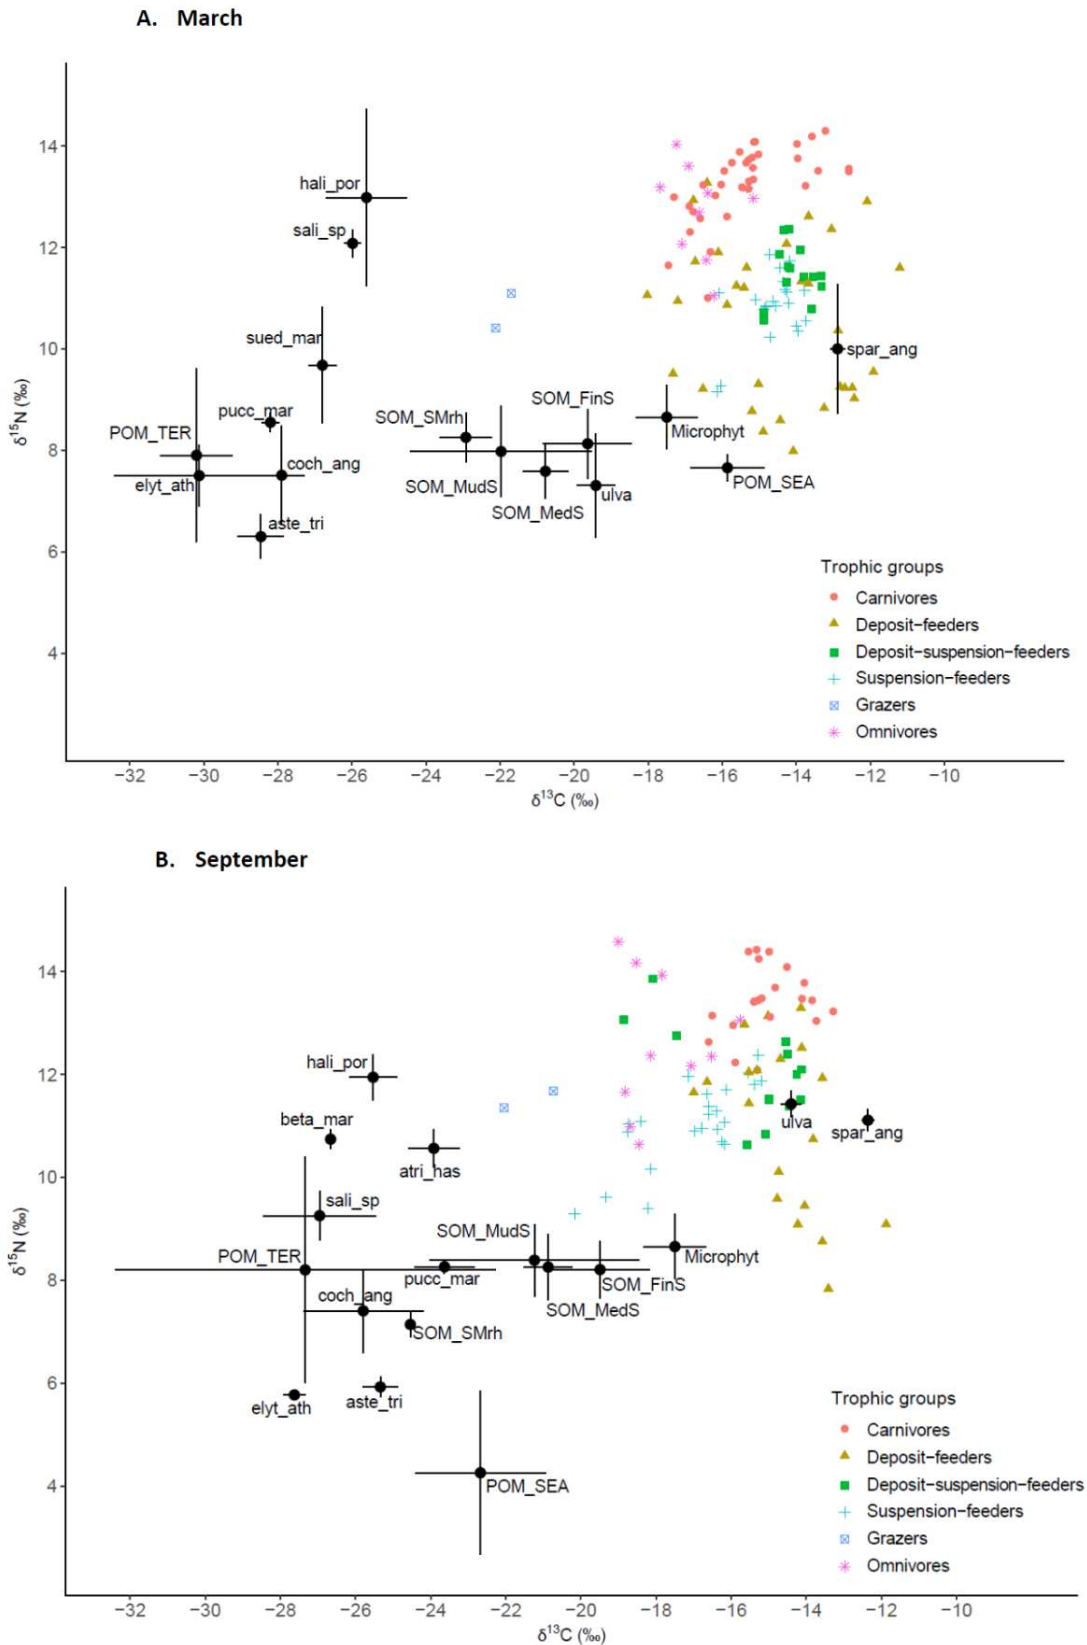 A. March
14
12
10
8
6
4
δ15N (‰)
hali_por
sali_sp
sued_mar
pucc_mar
POM_TER
elyt_ath
coch_ang
aste_tri
SOM_SMrh
SOM_FinS
SOM_MudS
SOM_MedS
ulva
Microphyt
POM_SEA
spar_ang
Trophic groups
Carnivores
Deposit−feeders
Deposit−suspension−feeders
Suspension−feeders
Grazers
Omnivores
−32 −30 −28 −26 −24 −22 −20 −18 −16 −14 −12 −10
δ13C (‰)
B. September
14
12
10
8
6
4
δ15N (‰)
hali_por
beta_mar
atri_has
sali_sp
POM_TER
SOM_MudS
pucc_mar
coch_ang
SOM_SMrh
SOM_MedS
SOM_FinS
Microphyt
ulva
spar_ang
elyt_ath
aste_tri
POM_SEA
Trophic groups
Carnivores
Deposit−feeders
Deposit−suspension−feeders
Suspension−feeders
Grazers
Omnivores
−32 −30 −28 −26 −24 −22 −20 −18 −16 −14 −12 −10
δ13C (‰)